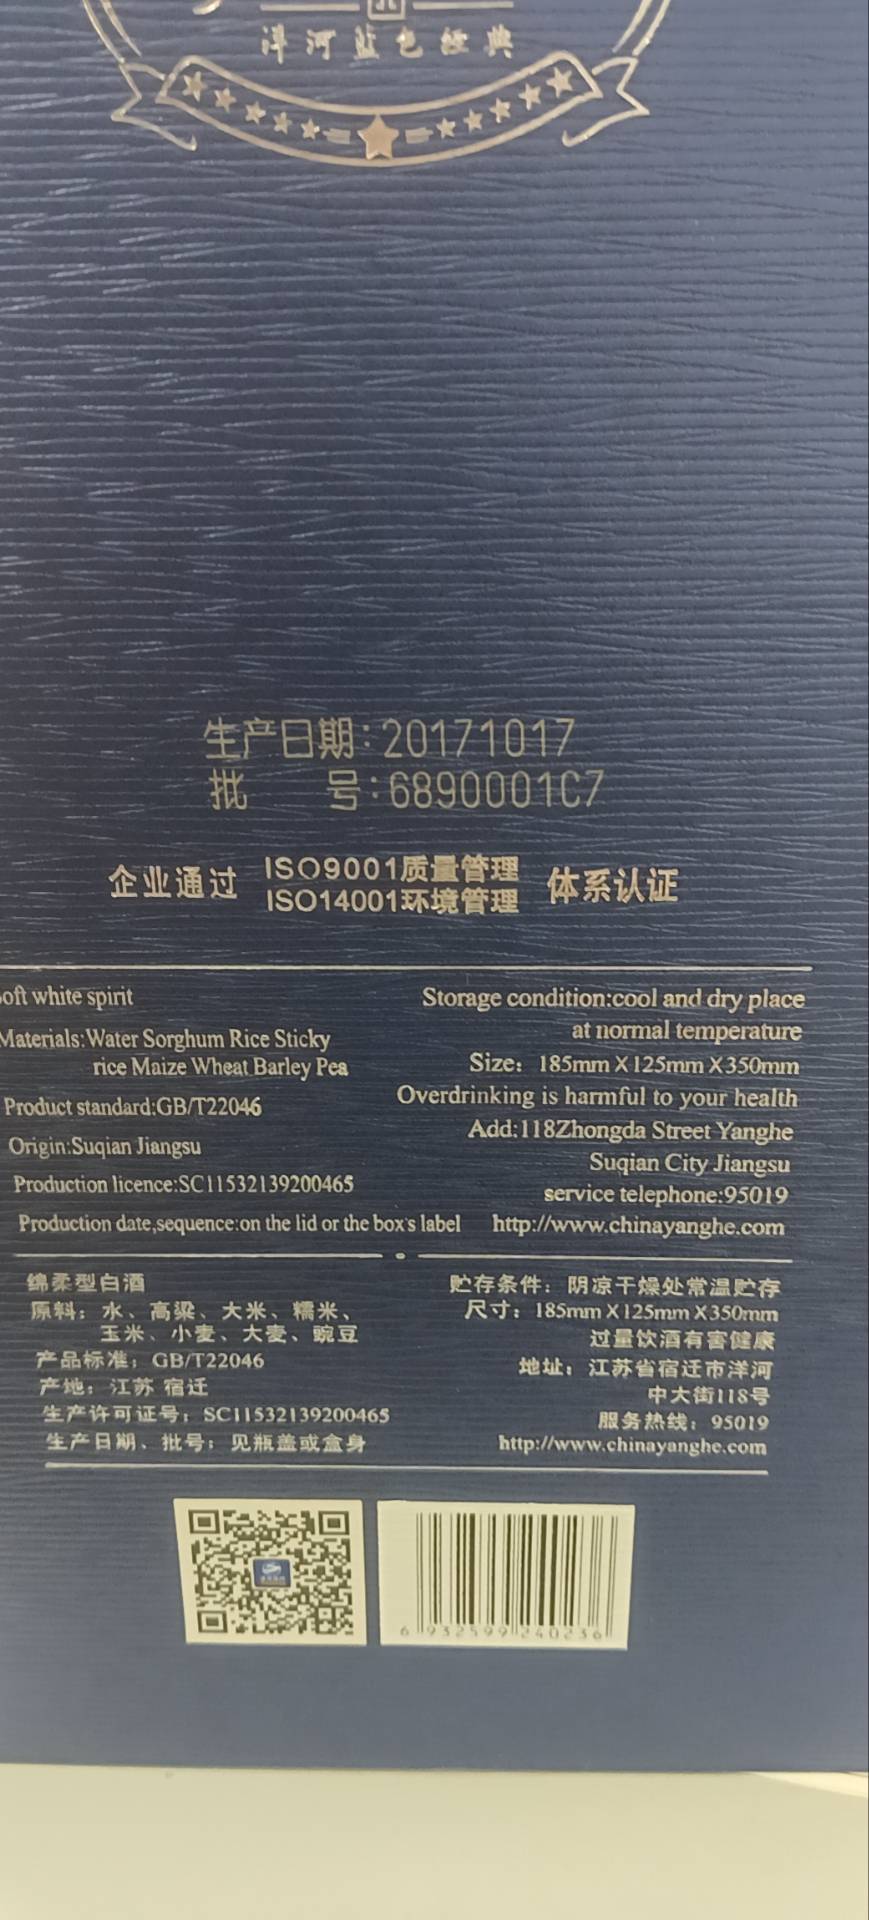 洋河蓝色经典
生产日期:20171017
批 号:6890001C7
企业通过 ISO9001质量管理 体系认证
ISO14001环境管理
oft white spirit
Materials:Water Sorghum Rice Sticky
rice Maize Wheat Barley Pea
Product standard:GB/T22046
Origin:Suqian Jiangsu
Production licence:SC11532139200465
Production date,sequence:on the lid or the box's label
Storage condition:cool and dry place
at normal temperature
Size: 185mm X 125mm X 350mm
Overdrinking is harmful to your health
Add:118Zhongda Street Yanghe
Suqian City Jiangsu
service telephone:95019
http://www.chinayanghe.com
绵柔型白酒
原料：水、高粱、大米、糯米、
玉米、小麦、大麦、豌豆
产品标准：GB/T22046
产地：江苏 宿迁
生产许可证号：SC11532139200465
生产日期、批号：见瓶盖或盒身
贮存条件：阴凉干燥处常温贮存
尺寸：185mm X 125mm X 350mm
过量饮酒有害健康
地址：江苏省宿迁市洋河
中大街118号
服务热线：95019
http://www.chinayanghe.com
6 932599 240236